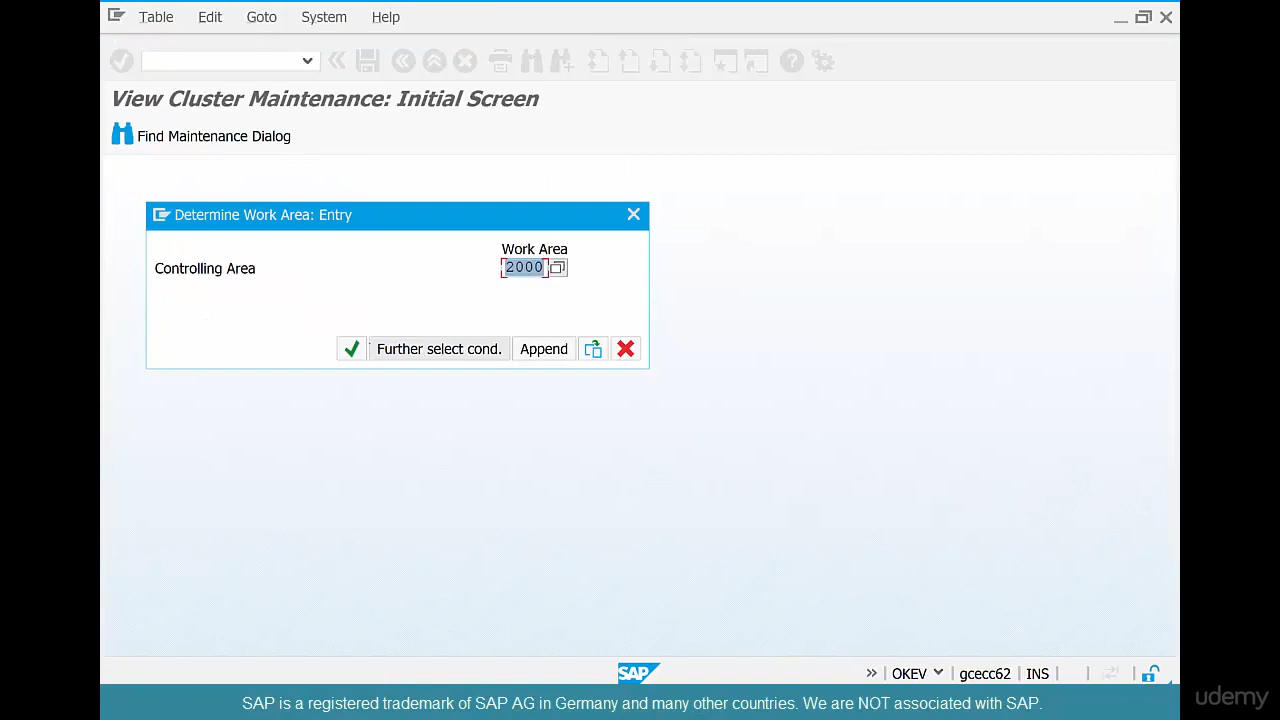 Table Edit Goto System Help
View Cluster Maintenance: Initial Screen
Find Maintenance Dialog
Determine Work Area: Entry
Work Area
Controlling Area 2000
Further select cond. Append
SAP
OKEV gcecc62 INS
SAP is a registered trademark of SAP AG in Germany and many other countries. We are NOT associated with SAP.
udemy